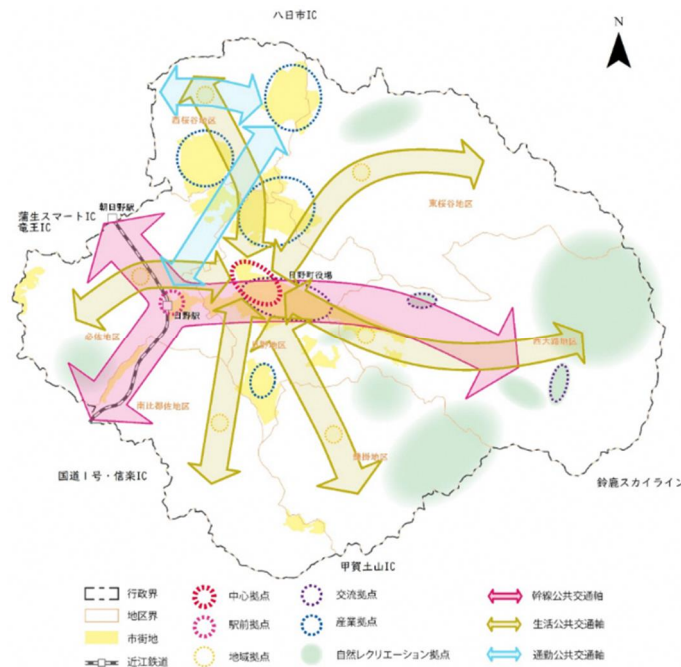 八日市IC
N
西桜谷地区
朝日野駅
蒲生スマートIC
竜王IC
東桜谷地区
日野町役場
日野駅
必佐地区
日野地区
西大路地区
南比都佐地区
鎌掛地区
国道1号・信楽IC
鈴鹿スカイライン
甲賀土山IC
行政界
地区界
市街地
近江鉄道
中心拠点
駅前拠点
地域拠点
交流拠点
産業拠点
自然レクリエーション拠点
幹線公共交通軸
生活公共交通軸
通勤公共交通軸